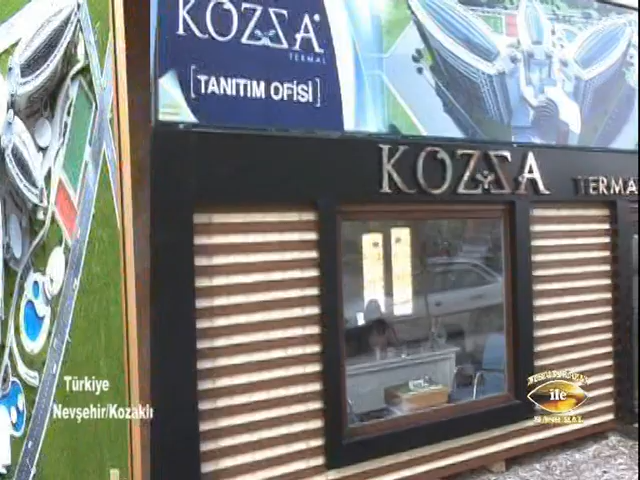 KOZZA
TERMAL
[TANITIM OFİSİ]
KOZZA TERMA
Türkiye
Nevşehir/Kozaklı
ile